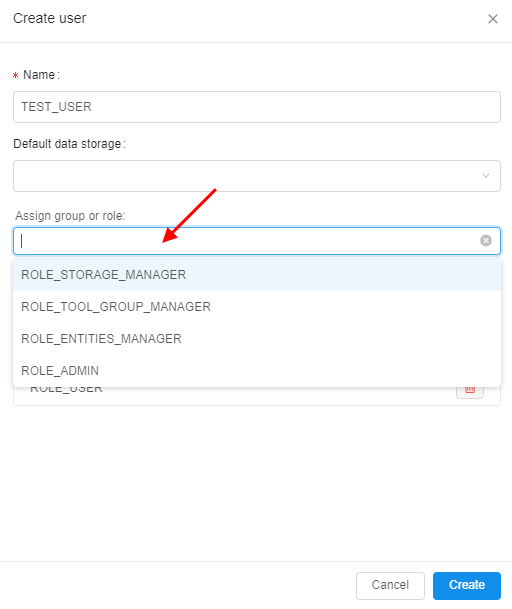 Create user
* Name:
TEST_USER
Default data storage:
Assign group or role:
ROLE_STORAGE_MANAGER
ROLE_TOOL_GROUP_MANAGER
ROLE_ENTITIES_MANAGER
ROLE_ADMIN
ROLE_USER
Cancel Create